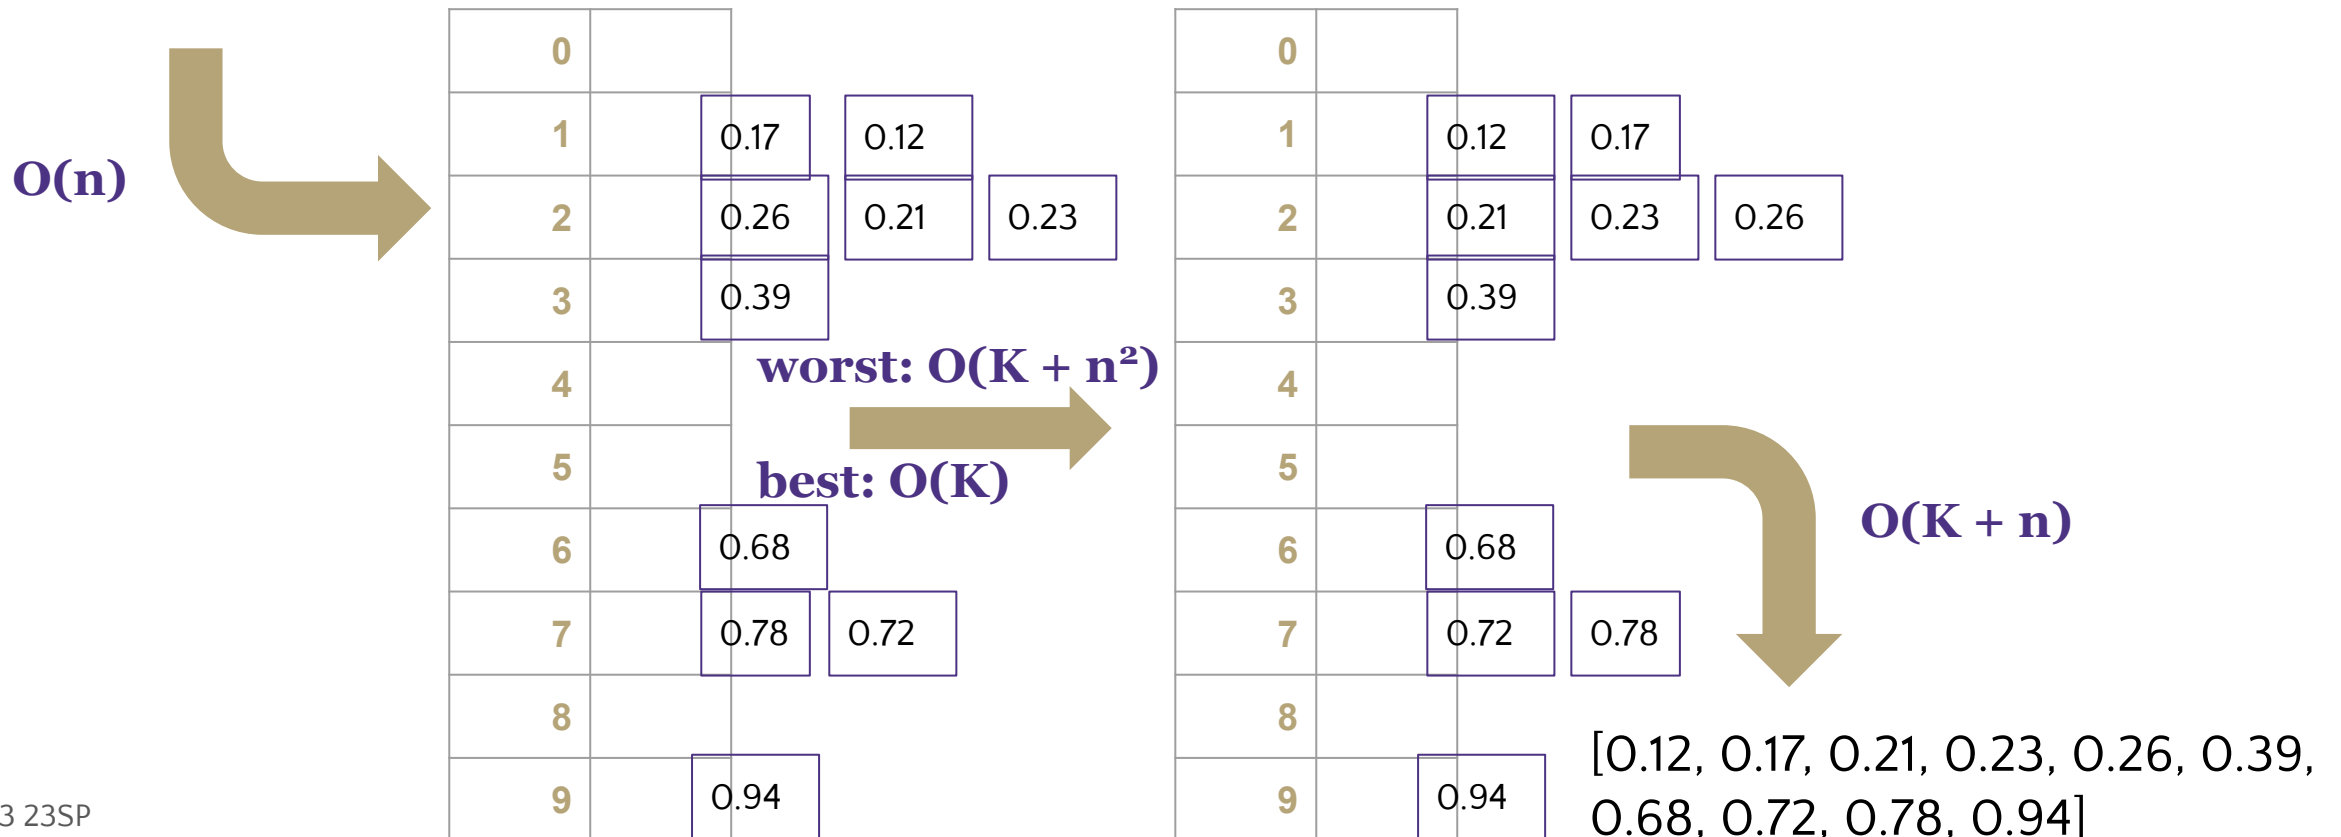 O(n)
0 0
1 0.17 0.12 1 0.12 0.17
2 0.26 0.21 0.23 2 0.21 0.23 0.26
3 0.39 3 0.39
worst: O(K + n²)
4 4
5 5
best: O(K)
O(K + n)
6 0.68 6 0.68
7 0.78 0.72 7 0.72 0.78
8 8
9 0.94 9 0.94
[0.12, 0.17, 0.21, 0.23, 0.26, 0.39,
0.68, 0.72, 0.78, 0.94]
3 23SP